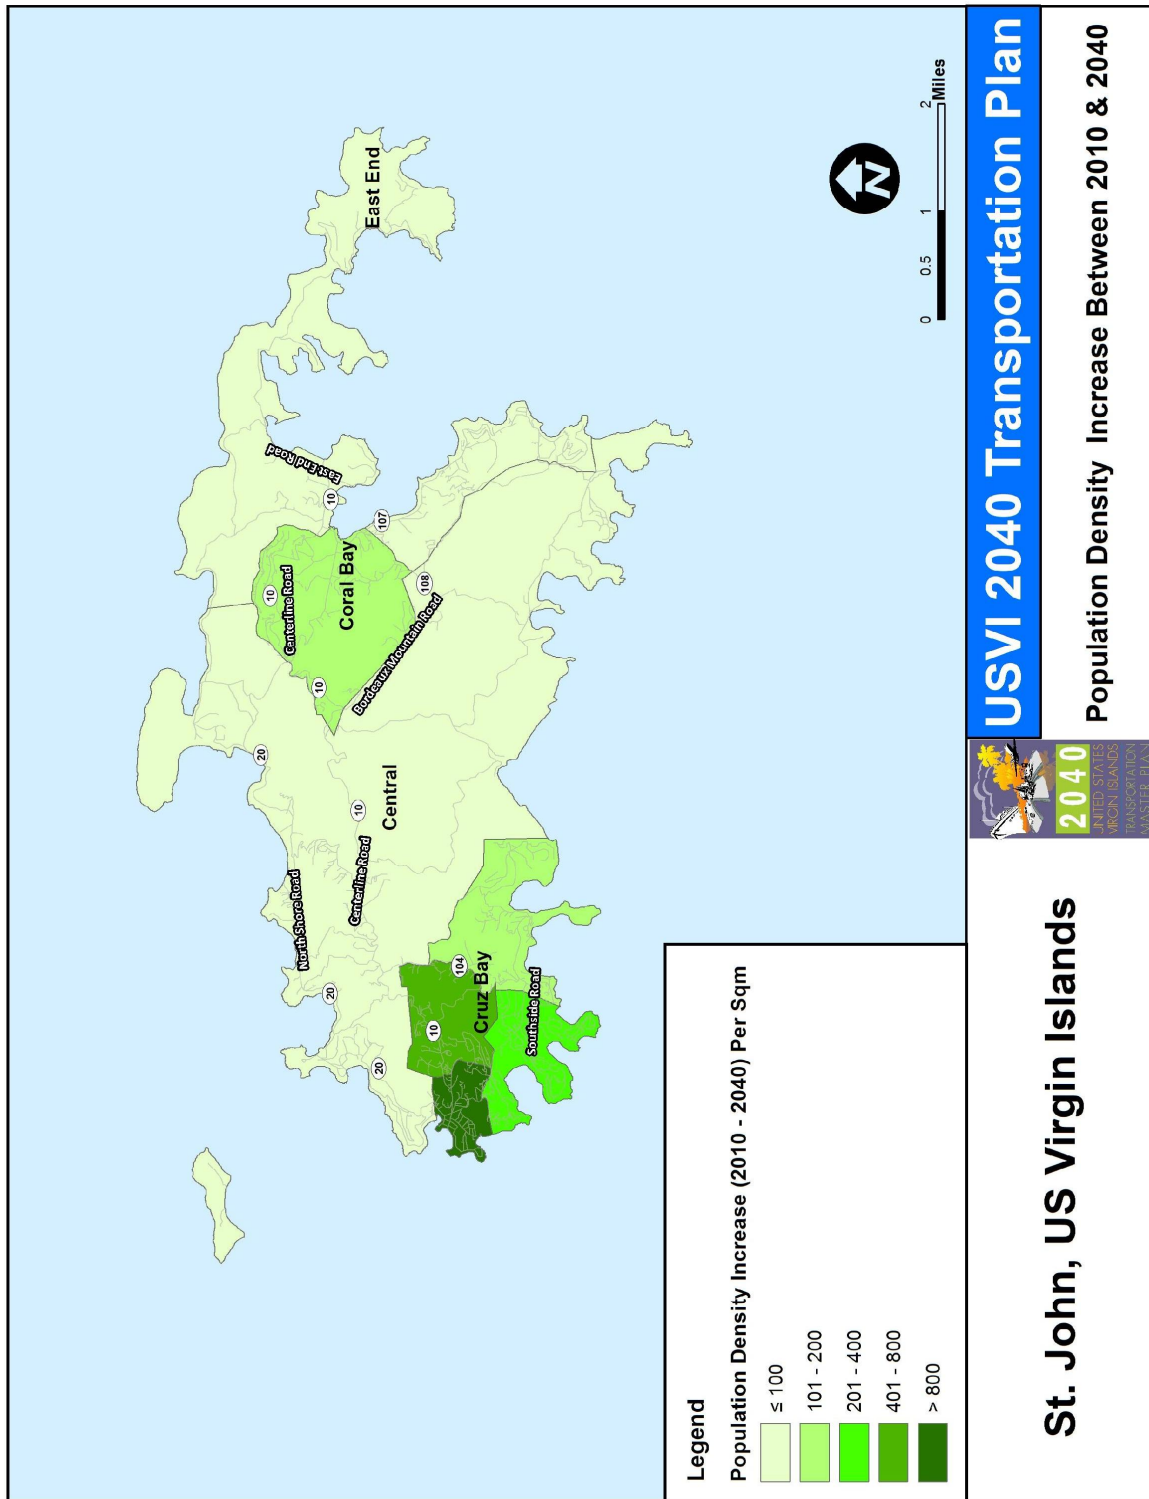 East End
East End Road
10
107
Coral Bay
10
Centerline Road
108
10
Bordeaux Mountain Road
20
Central
10
Centerline Road
North Shore Road
20
104
Cruz Bay
10
Southside Road
20
N
0
0.5
1
2
Miles
Legend
Population Density Increase (2010 - 2040) Per Sqm
≤ 100
101 - 200
201 - 400
401 - 800
> 800
St. John, US Virgin Islands
2040
UNITED STATES
VIRGIN ISLANDS
TRANSPORTATION
MASTER PLAN
USVI 2040 Transportation Plan
Population Density Increase Between 2010 & 2040